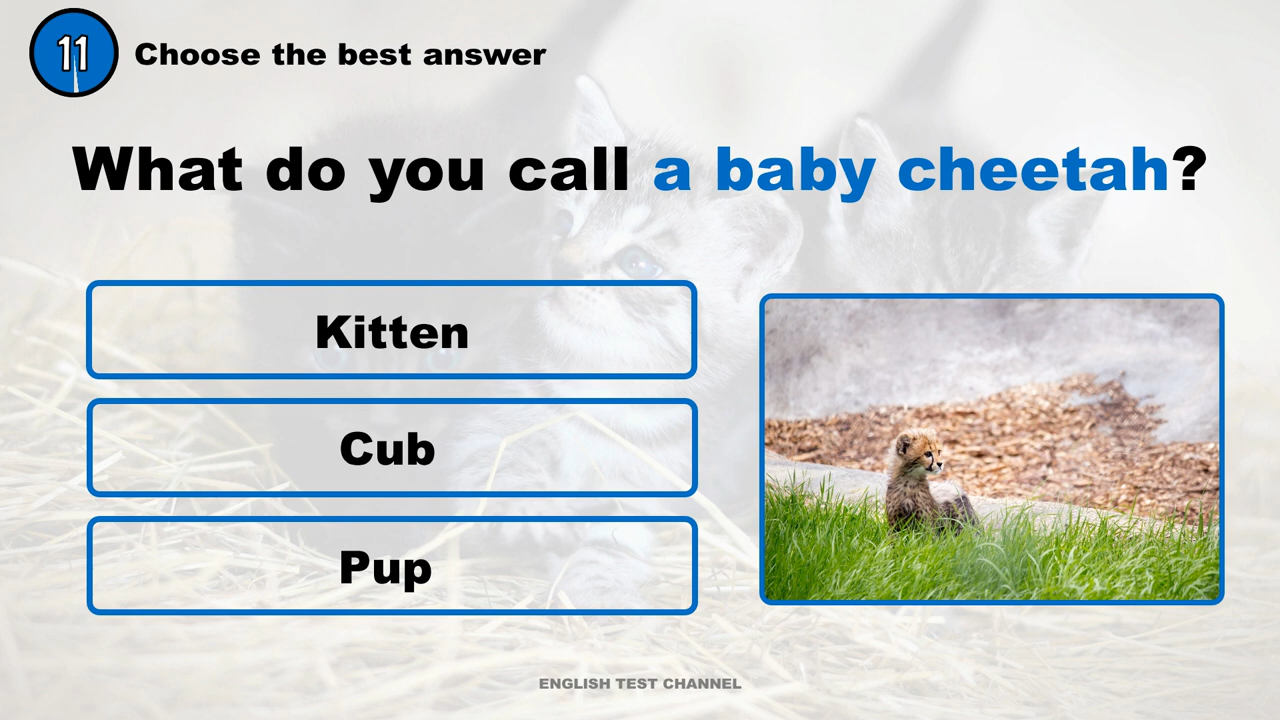 11
Choose the best answer
What do you call a baby cheetah?
Kitten
Cub
Pup
ENGLISH TEST CHANNEL